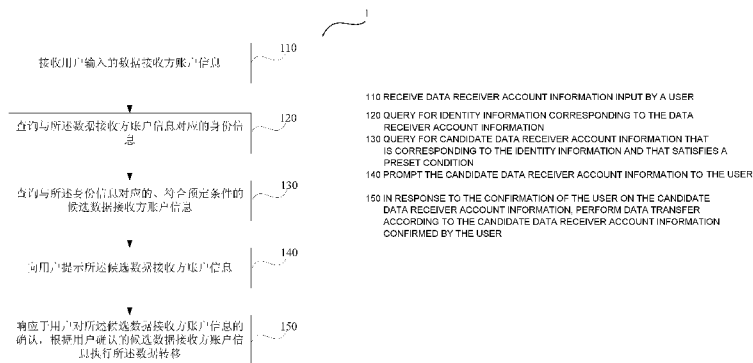 1
110
接收用户输入的数据接收方账户信息
120
查询与所述数据接收方账户信息对应的身份信
息
130
查询与所述身份信息对应的、符合预定条件的
候选数据接收方账户信息
140
向用户提示所述候选数据接收方账户信息
150
响应于用户对所述候选数据接收方账户信息的
确认，根据用户确认的候选数据接收方账户信
息执行所述数据转移
110 RECEIVE DATA RECEIVER ACCOUNT INFORMATION INPUT BY A USER
120 QUERY FOR IDENTITY INFORMATION CORRESPONDING TO THE DATA
RECEIVER ACCOUNT INFORMATION
130 QUERY FOR CANDIDATE DATA RECEIVER ACCOUNT INFORMATION THAT
IS CORRESPONDING TO THE IDENTITY INFORMATION AND THAT SATISFIES A
PRESET CONDITION
140 PROMPT THE CANDIDATE DATA RECEIVER ACCOUNT INFORMATION TO THE USER
150 IN RESPONSE TO THE CONFIRMATION OF THE USER ON THE CANDIDATE
DATA RECEIVER ACCOUNT INFORMATION, PERFORM DATA TRANSFER
ACCORDING TO THE CANDIDATE DATA RECEIVER ACCOUNT INFORMATION
CONFIRMED BY THE USER